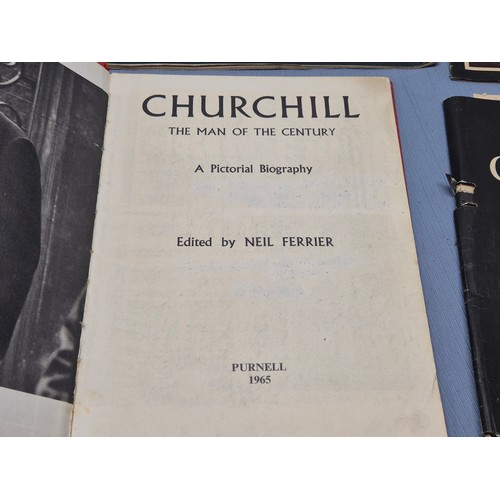 CHURCHILL
THE MAN OF THE CENTURY
A Pictorial Biography
Edited by NEIL FERRIER
PURNELL
1965